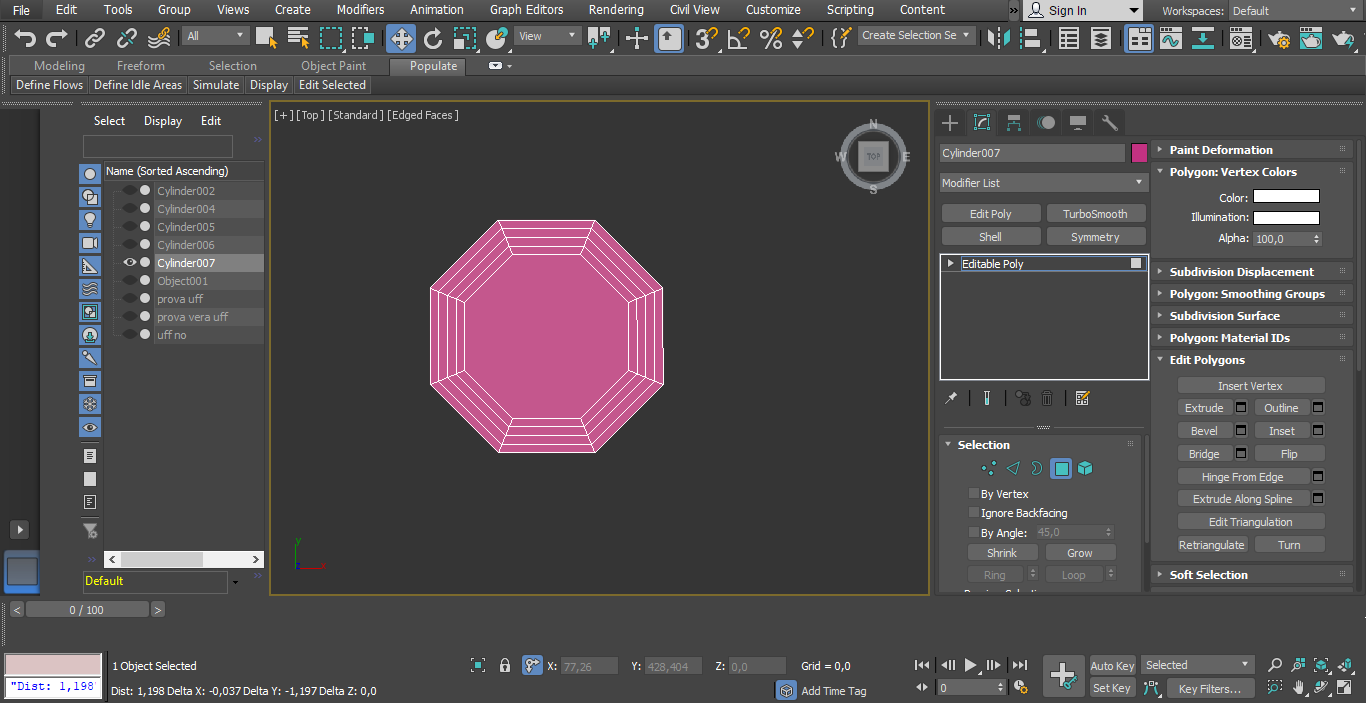 File Edit Tools Group Views Create Modifiers Animation Graph Editors Rendering Civil View Customize Scripting Content » Sign In Workspaces: Default
All View 3 Create Selection Se
Modeling Freeform Selection Object Paint Populate
Define Flows Define Idle Areas Simulate Display Edit Selected
Select Display Edit
Name (Sorted Ascending)
Cylinder002
Cylinder004
Cylinder005
Cylinder006
Cylinder007
Object001
prova uff
prova vera uff
uff no
Default
[+] [Top] [Standard] [Edged Faces]
N
W TOP E
S
y
x
z
Cylinder007
Modifier List
Edit Poly TurboSmooth
Shell Symmetry
Editable Poly
Selection
By Vertex
Ignore Backfacing
By Angle: 45,0
Shrink Grow
Ring Loop
Paint Deformation
Polygon: Vertex Colors
Color:
Illumination:
Alpha: 100,0
Subdivision Displacement
Polygon: Smoothing Groups
Subdivision Surface
Polygon: Material IDs
Edit Polygons
Insert Vertex
Extrude Outline
Bevel Inset
Bridge Flip
Hinge From Edge
Extrude Along Spline
Edit Triangulation
Retriangulate Turn
Soft Selection
< 0 / 100 >
1 Object Selected X: 77,26 Y: 428,404 Z: 0,0 Grid = 0,0 Auto Key Selected
"Dist: 1,198 Dist: 1,198 Delta X: -0,037 Delta Y: -1,197 Delta Z: 0,0 Add Time Tag 0 Set Key Key Filters...